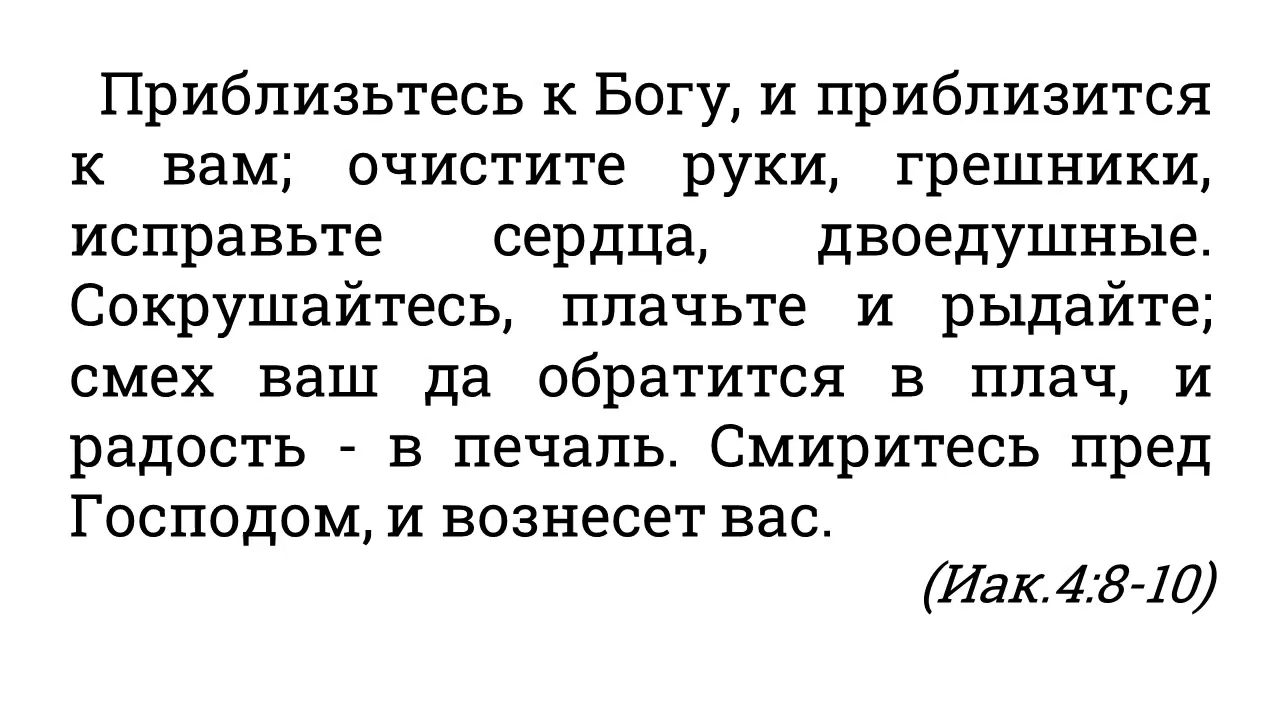 Приблизьтесь к Богу, и приблизится
к вам; очистите руки, грешники,
исправьте сердца, двоедушные.
Сокрушайтесь, плачьте и рыдайте;
смех ваш да обратится в плач, и
радость - в печаль. Смиритесь пред
Господом, и вознесет вас.
(Иак.4:8-10)